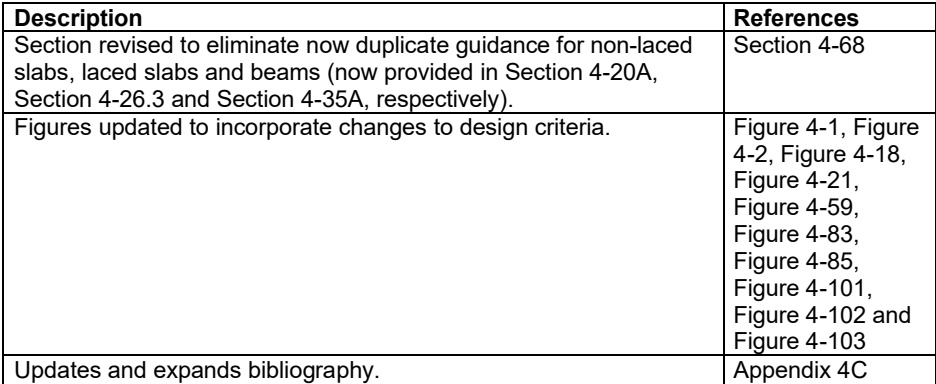 Description References
Section revised to eliminate now duplicate guidance for non-laced
slabs, laced slabs and beams (now provided in Section 4-20A,
Section 4-26.3 and Section 4-35A, respectively).
Section 4-68
Figures updated to incorporate changes to design criteria.
Figure 4-1, Figure
4-2, Figure 4-18,
Figure 4-21,
Figure 4-59,
Figure 4-83,
Figure 4-85,
Figure 4-101,
Figure 4-102 and
Figure 4-103
Updates and expands bibliography. Appendix 4C